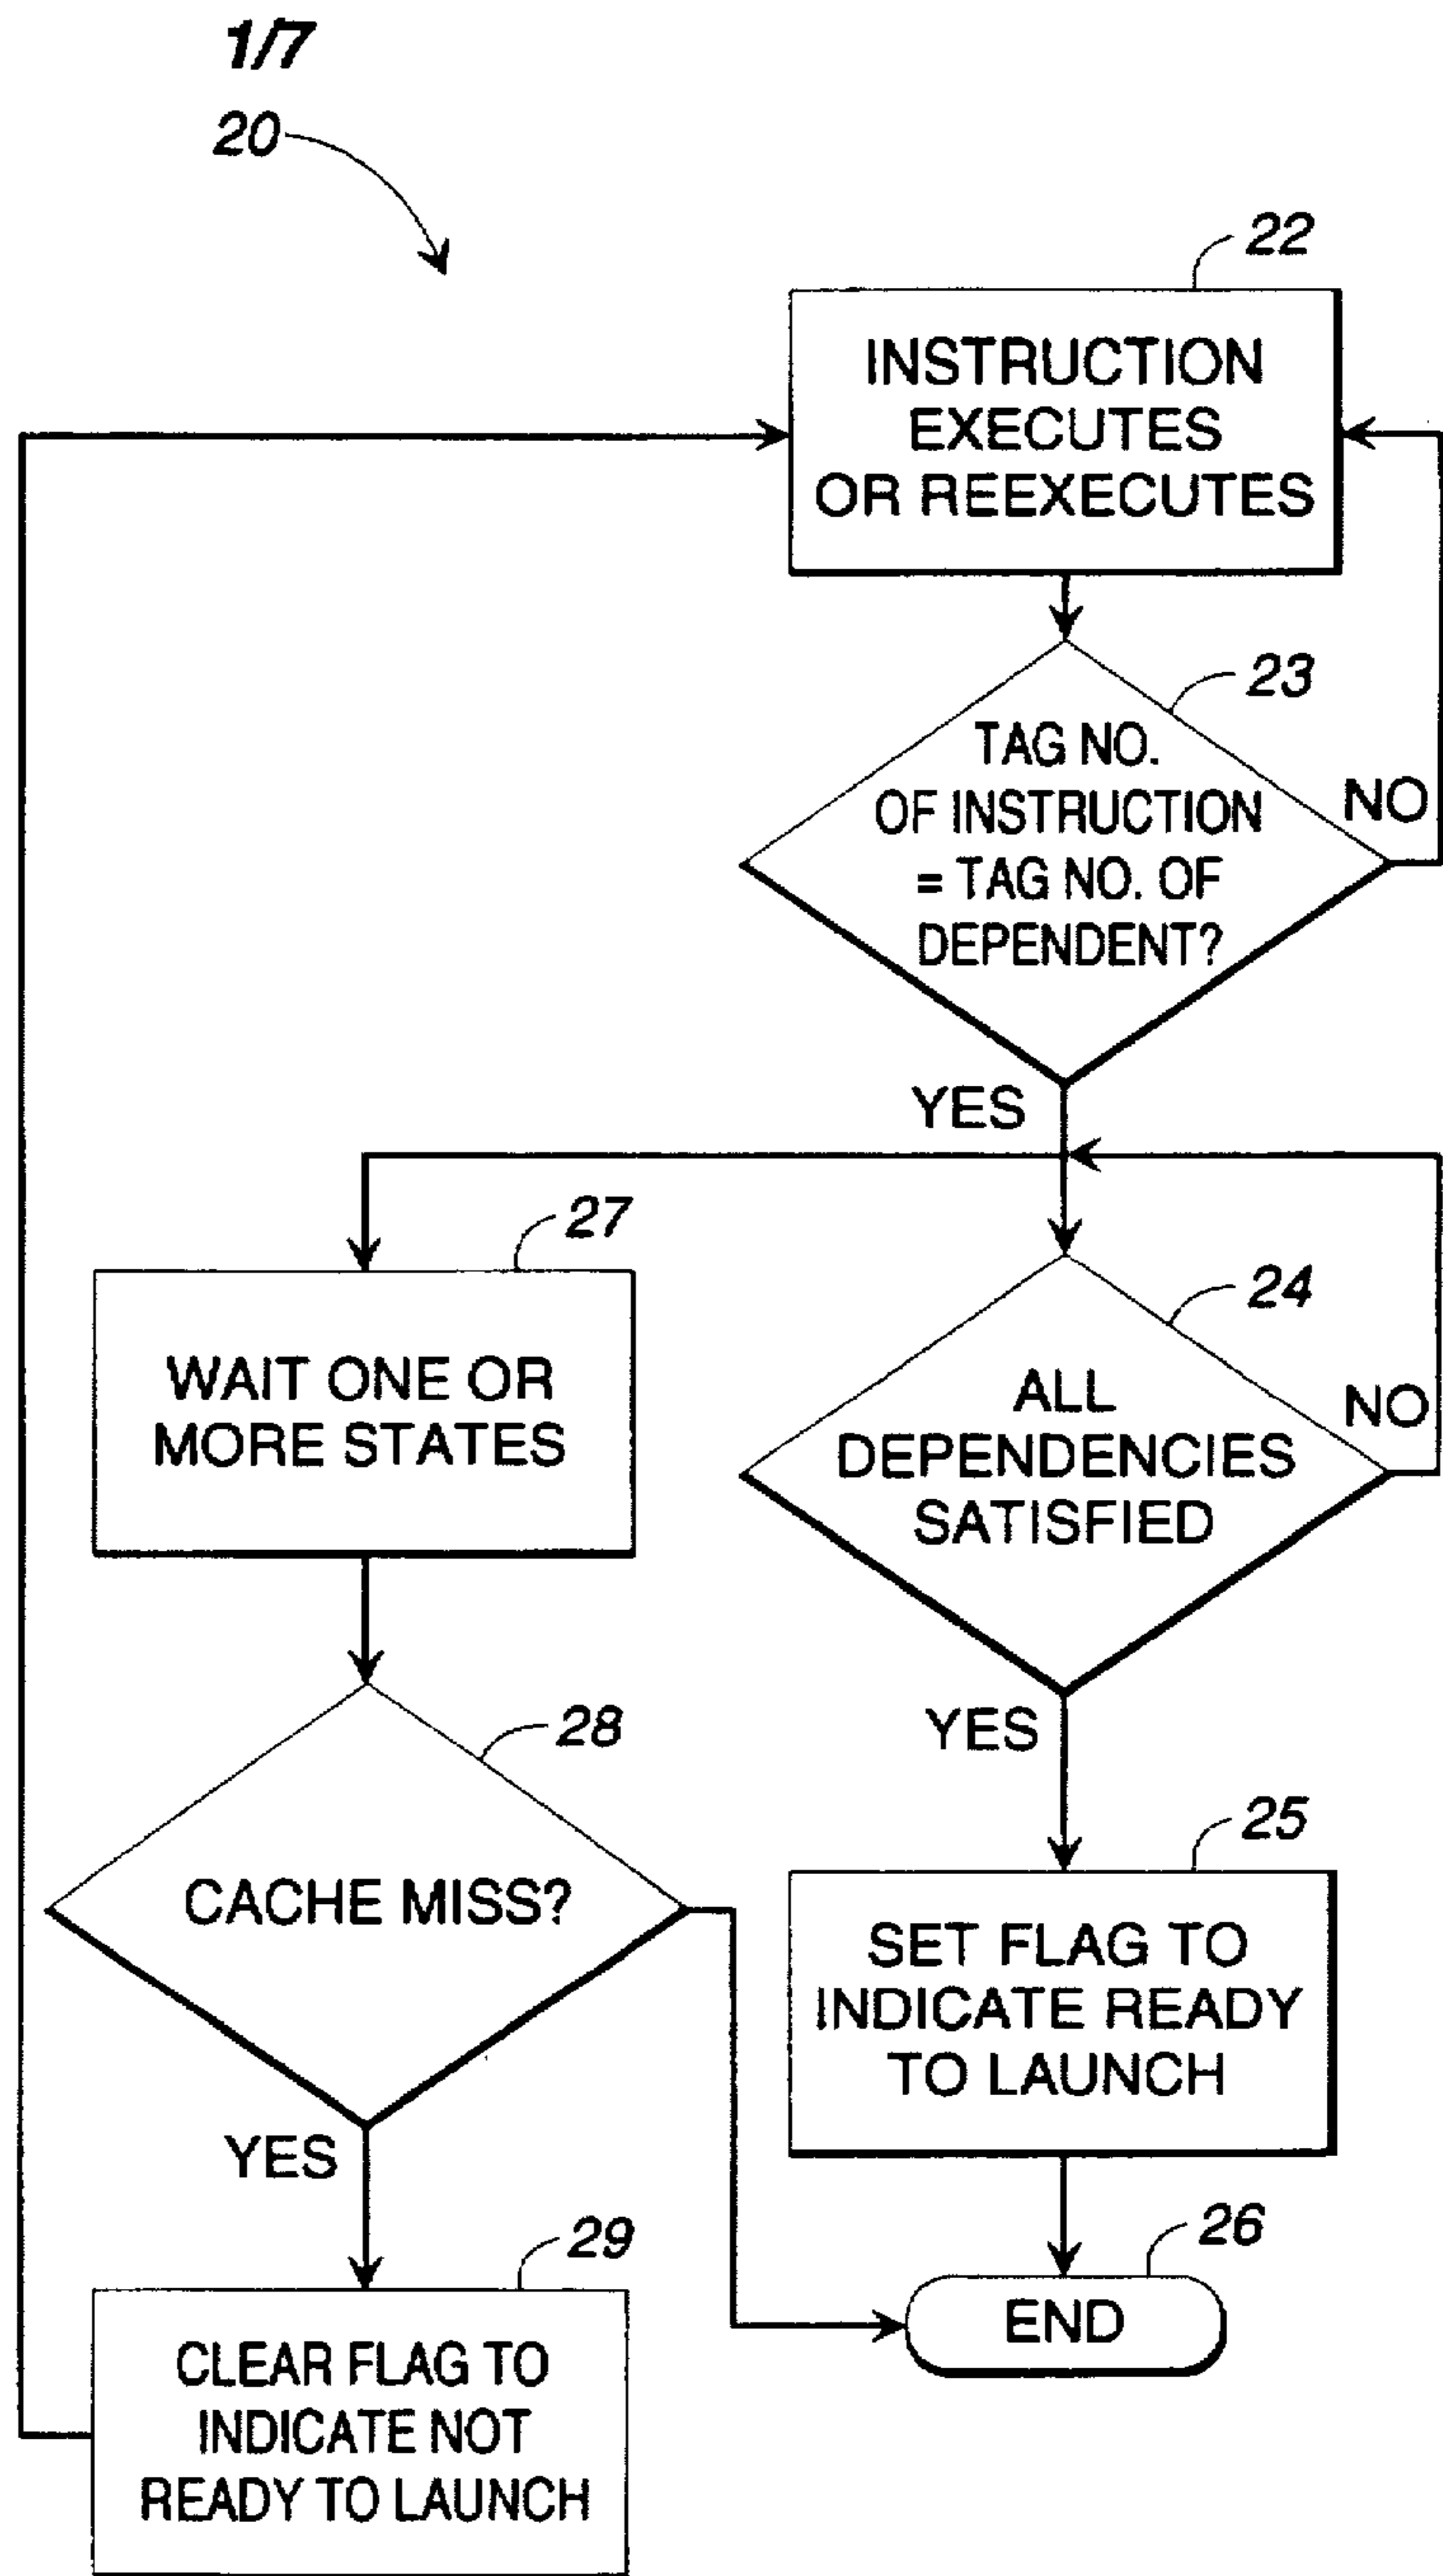 1/7
20
22
INSTRUCTION
EXECUTES
OR REEXECUTES
23
TAG NO.
OF INSTRUCTION
= TAG NO. OF
DEPENDENT?
NO
YES
27
WAIT ONE OR
MORE STATES
24
ALL
DEPENDENCIES
SATISFIED
NO
YES
28
CACHE MISS?
YES
25
SET FLAG TO
INDICATE READY
TO LAUNCH
29
CLEAR FLAG TO
INDICATE NOT
READY TO LAUNCH
26
END